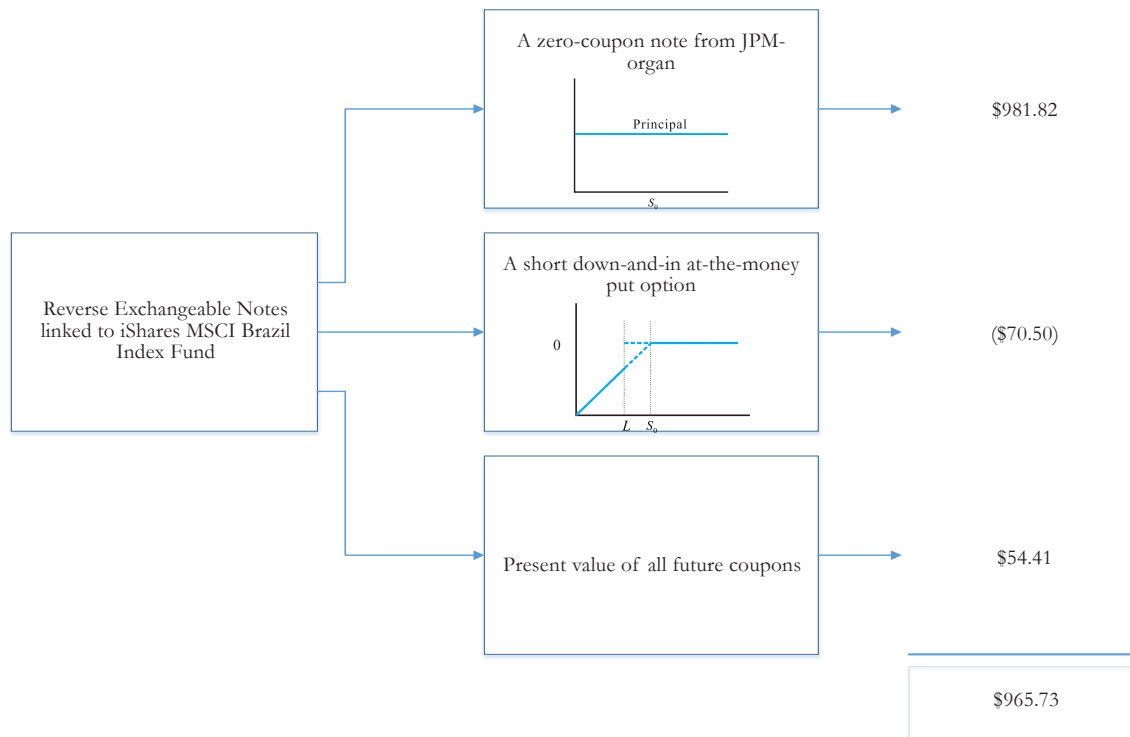 A zero-coupon note from JPM-
organ
Principal
S₀
$981.82
Reverse Exchangeable Notes
linked to iShares MSCI Brazil
Index Fund
A short down-and-in at-the-money
put option
0
L S₀
($70.50)
Present value of all future coupons
$54.41
$965.73